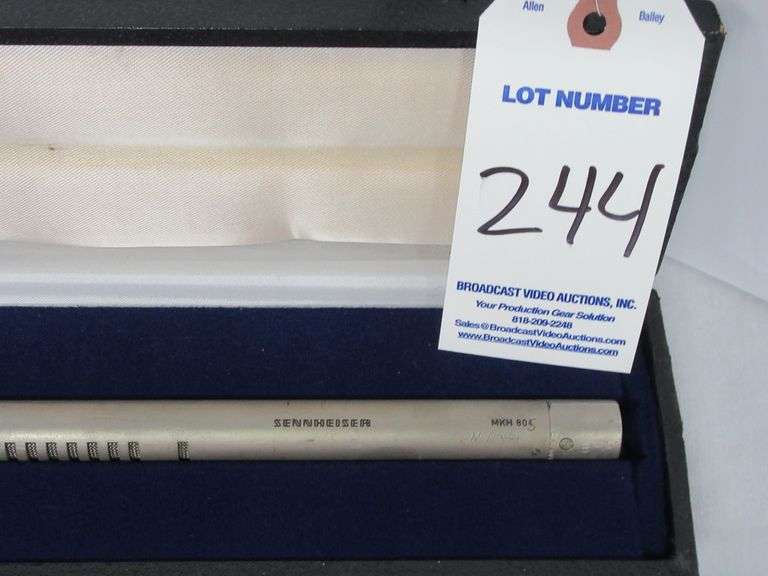 Allen
Bailey
LOT NUMBER
244
BROADCAST VIDEO AUCTIONS, INC.
Your Production Gear Solution
818-209-2248
Sales@BroadcastVideoAuctions.com
www.BroadcastVideoAuctions.com
SENNHEISER
MKH 805